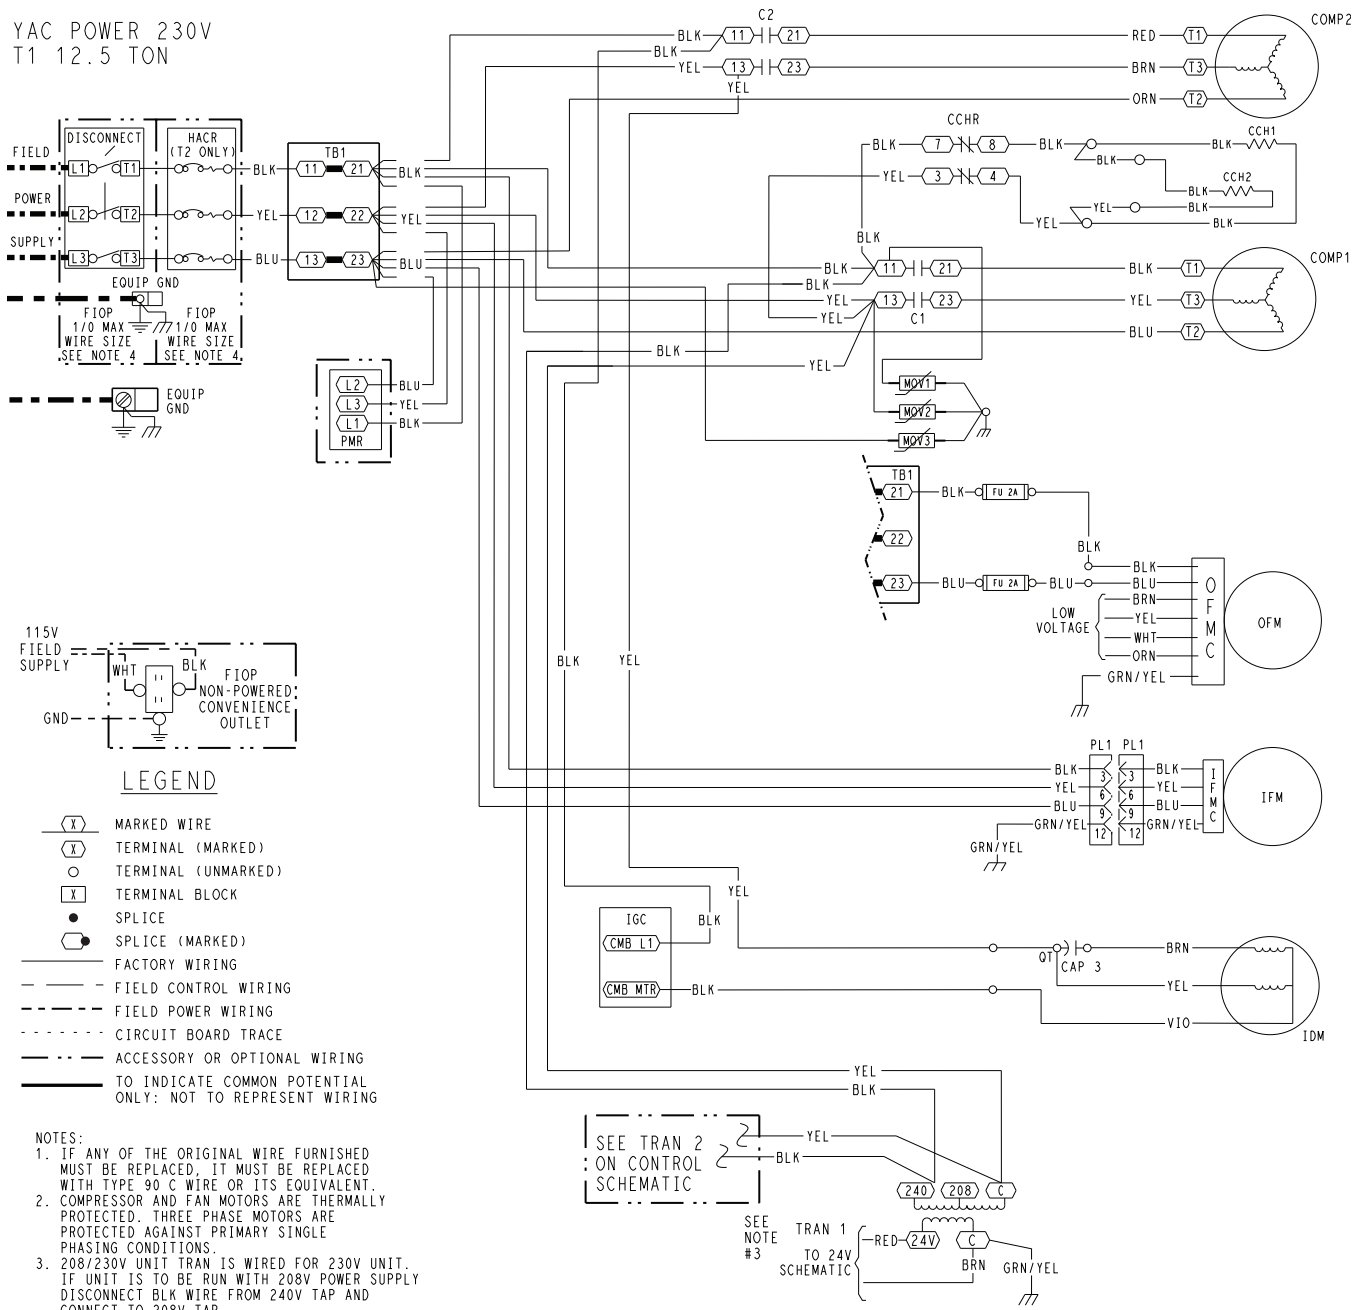 YAC POWER 230V
T1 12.5 TON
FIELD
POWER
SUPPLY
DISCONNECT
L1
T1
L2
T2
L3
T3
HACR
(T2 ONLY)
EQUIP GND
FIOP
1/0 MAX
WIRE SIZE
SEE NOTE 4
FIOP
1/0 MAX
WIRE SIZE
SEE NOTE 4
EQUIP
GND
BLK
YEL
BLU
TB1
11
21
12
22
13
23
BLK
YEL
BLU
L2
L3
L1
PMR
BLU
YEL
BLK
C2
BLK
11
21
RED
T1
BLK
YEL
13
23
BRN
T3
YEL
ORN
T2
COMP2
CCHR
BLK
7
8
BLK
BLK
BLK
CCH1
YEL
3
4
CCH2
BLK
YEL
BLK
YEL
BLK
BLK
BLK
11
21
BLK
T1
COMP1
BLK
YEL
13
23
YEL
T3
YEL
C1
BLU
T2
BLK
YEL
MOV1
MOV2
MOV3
TB1
21
BLK
FU 2A
22
BLK
23
BLU
FU 2A
BLU
BLK
BLU
BRN
YEL
WHT
ORN
GRN/YEL
LOW
VOLTAGE
O
F
M
C
OFM
BLK
YEL
115V
FIELD
SUPPLY
WHT
BLK
FIOP
NON-POWERED
CONVENIENCE
OUTLET
GND
PL1
PL1
BLK
3
3
BLK
YEL
6
6
YEL
BLU
9
9
BLU
GRN/YEL
12
12
GRN/YEL
GRN/YEL
I
F
M
C
IFM
YEL
BLK
IGC
CMB L1
CMB MTR
BLK
QT
CAP 3
BRN
YEL
VIO
IDM
YEL
BLK
SEE TRAN 2
ON CONTROL
SCHEMATIC
YEL
BLK
240
208
C
SEE
NOTE
#3
TRAN 1
TO 24V
SCHEMATIC
RED
24V
C
BRN
GRN/YEL
LEGEND
X
MARKED WIRE
X
TERMINAL (MARKED)
TERMINAL (UNMARKED)
X
TERMINAL BLOCK
SPLICE
SPLICE (MARKED)
FACTORY WIRING
FIELD CONTROL WIRING
FIELD POWER WIRING
CIRCUIT BOARD TRACE
ACCESSORY OR OPTIONAL WIRING
TO INDICATE COMMON POTENTIAL
ONLY: NOT TO REPRESENT WIRING
NOTES:
1. IF ANY OF THE ORIGINAL WIRE FURNISHED
MUST BE REPLACED, IT MUST BE REPLACED
WITH TYPE 90 C WIRE OR ITS EQUIVALENT.
2. COMPRESSOR AND FAN MOTORS ARE THERMALLY
PROTECTED. THREE PHASE MOTORS ARE
PROTECTED AGAINST PRIMARY SINGLE
PHASING CONDITIONS.
3. 208/230V UNIT TRAN IS WIRED FOR 230V UNIT.
IF UNIT IS TO BE RUN WITH 208V POWER SUPPLY
DISCONNECT BLK WIRE FROM 240V TAP AND
CONNECT TO 208V TAP